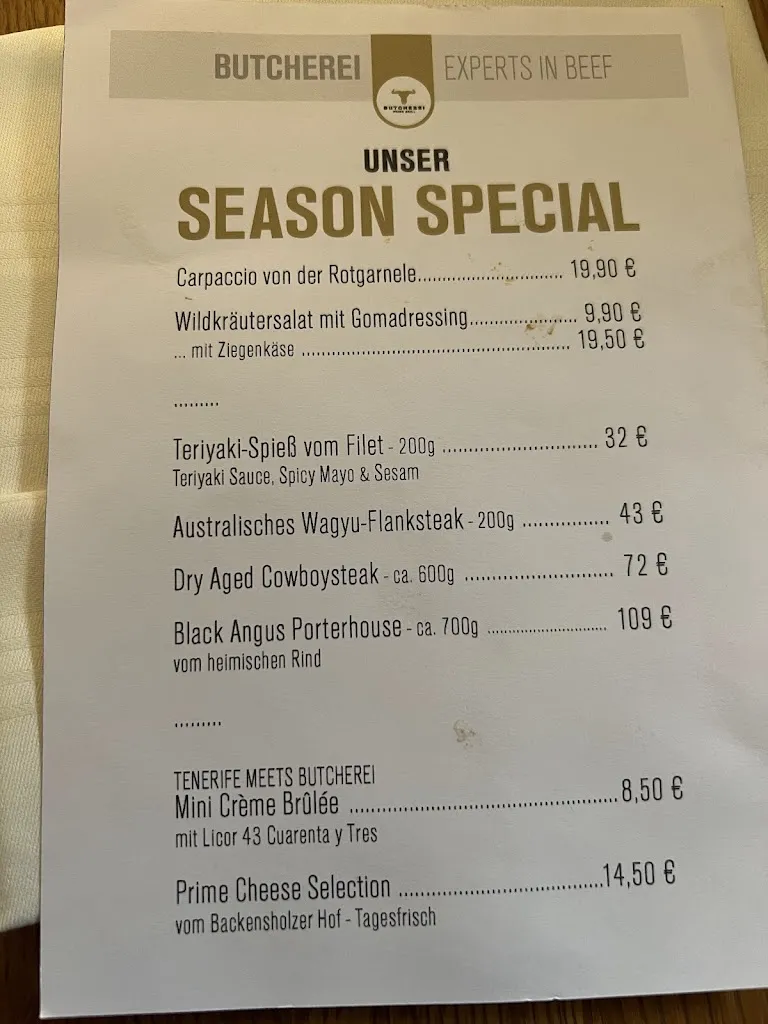 BUTCHEREI EXPERTS IN BEEF
BUTCHEREI
UNSER
SEASON SPECIAL
Carpaccio von der Rotgarnele............................ 19,90 €
Wildkräutersalat mit Gomadressing..................... 9,90 €
... mit Ziegenkäse ...................................................... 19,50 €
.........
Teriyaki-Spieß vom Filet - 200g ............................. 32 €
Teriyaki Sauce, Spicy Mayo & Sesam
Australisches Wagyu-Flanksteak - 200g ................ 43 €
Dry Aged Cowboysteak - ca. 600g ............................ 72 €
Black Angus Porterhouse - ca. 700g ............................ 109 €
vom heimischen Rind
.........
TENERIFE MEETS BUTCHEREI
Mini Crème Brûlée ..................................................8,50 €
mit Licor 43 Cuarenta y Tres
Prime Cheese Selection ......................................14,50 €
vom Backensholzer Hof - Tagesfrisch